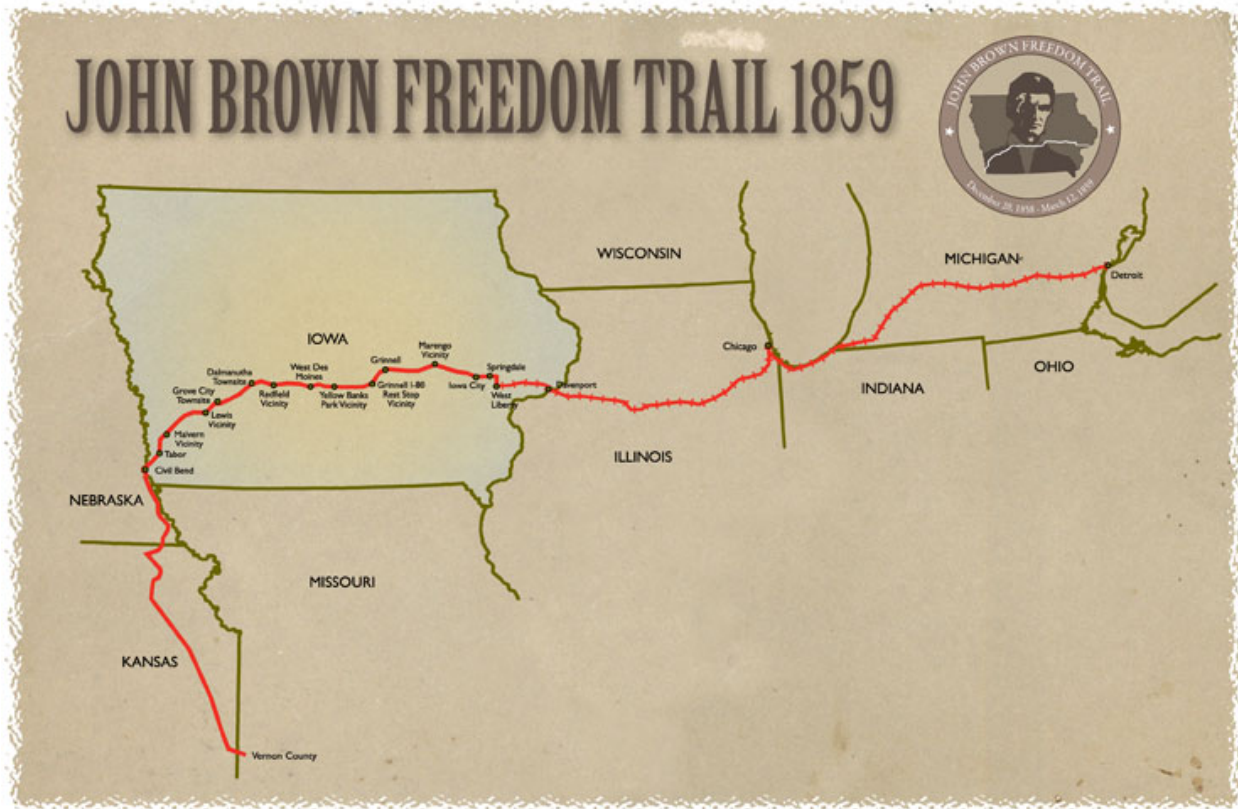 JOHN BROWN FREEDOM TRAIL 1859
JOHN BROWN FREEDOM TRAIL
December 20, 1858 - March 12, 1859
WISCONSIN
MICHIGAN
Detroit
IOWA
Marengo
Vicinity
Chicago
Grinnell
Dalmanutha
Townsite
West Des
Moines
Springdale
OHIO
Iowa City
Grinnell I-80
Rest Stop
Vicinity
Davenport
INDIANA
Grove City
Townsite
Redfield
Vicinity
Yellow Banks
Park Vicinity
West
Liberty
Lewis
Vicinity
Malvern
Vicinity
Tabor
ILLINOIS
Civil Bend
NEBRASKA
MISSOURI
KANSAS
Vernon County